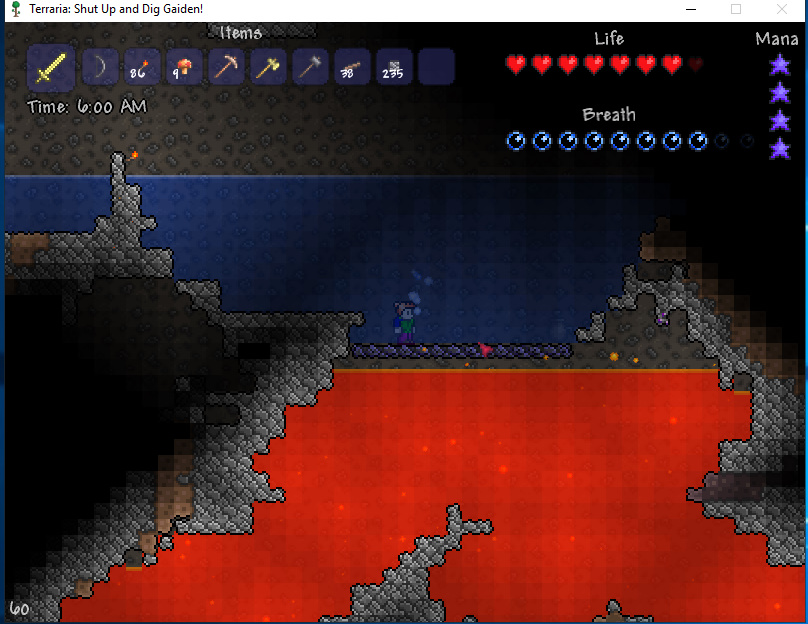 Terraria: Shut Up and Dig Gaiden!
Items
Life
Mana
86
9
38
235
Time: 6:00 AM
Breath
60